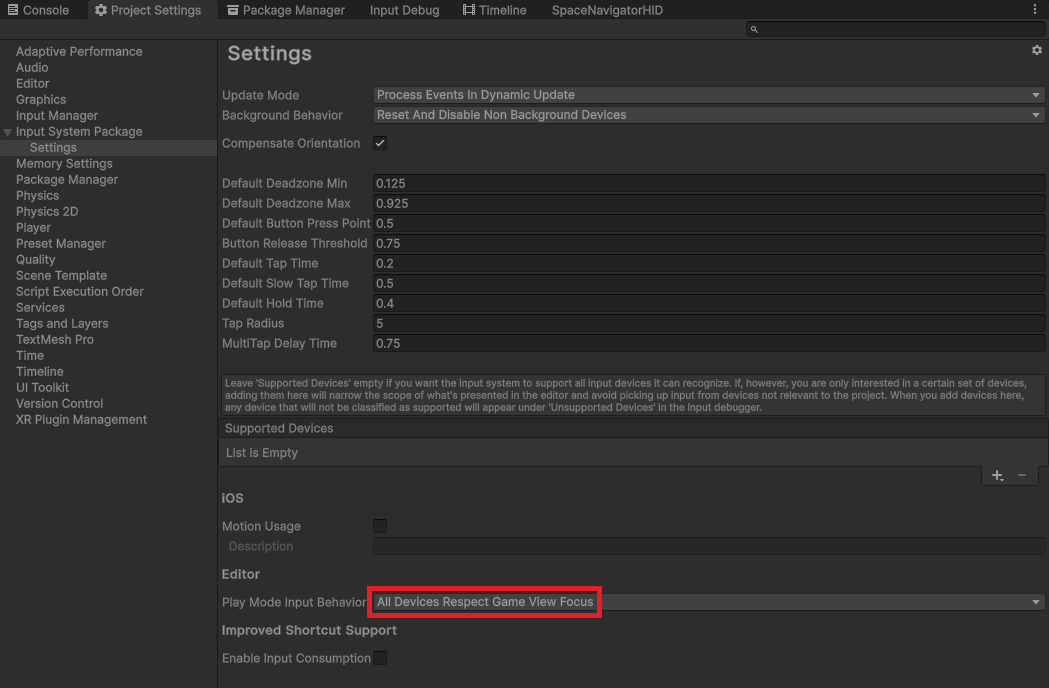 Console Project Settings Package Manager Input Debug Timeline SpaceNavigatorHID
Adaptive Performance
Audio
Editor
Graphics
Input Manager
Input System Package
Settings
Memory Settings
Package Manager
Physics
Physics 2D
Player
Preset Manager
Quality
Scene Template
Script Execution Order
Services
Tags and Layers
TextMesh Pro
Time
Timeline
UI Toolkit
Version Control
XR Plugin Management
Settings
Update Mode Process Events In Dynamic Update
Background Behavior Reset And Disable Non Background Devices
Compensate Orientation
Default Deadzone Min 0.125
Default Deadzone Max 0.925
Default Button Press Point 0.5
Button Release Threshold 0.75
Default Tap Time 0.2
Default Slow Tap Time 0.5
Default Hold Time 0.4
Tap Radius 5
MultiTap Delay Time 0.75
Leave 'Supported Devices' empty if you want the input system to support all input devices it can recognize. If, however, you are only interested in a certain set of devices,
adding them here will narrow the scope of what's presented in the editor and avoid picking up input from devices not relevant to the project. When you add devices here,
any device that will not be classified as supported will appear under 'Unsupported Devices' in the input debugger.
Supported Devices
List is Empty
iOS
Motion Usage
Description
Editor
Play Mode Input Behavior All Devices Respect Game View Focus
Improved Shortcut Support
Enable Input Consumption